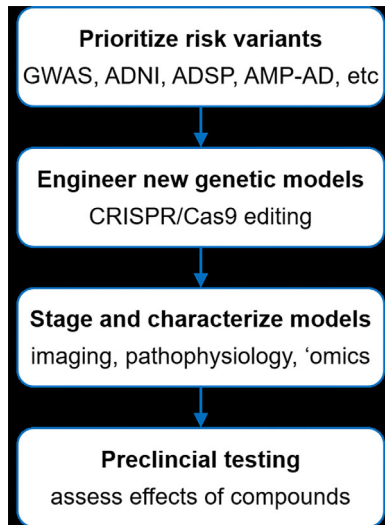 Prioritize risk variants
GWAS, ADNI, ADSP, AMP-AD, etc
Engineer new genetic models
CRISPR/Cas9 editing
Stage and characterize models
imaging, pathophysiology, ‘omics
Preclincial testing
assess effects of compounds